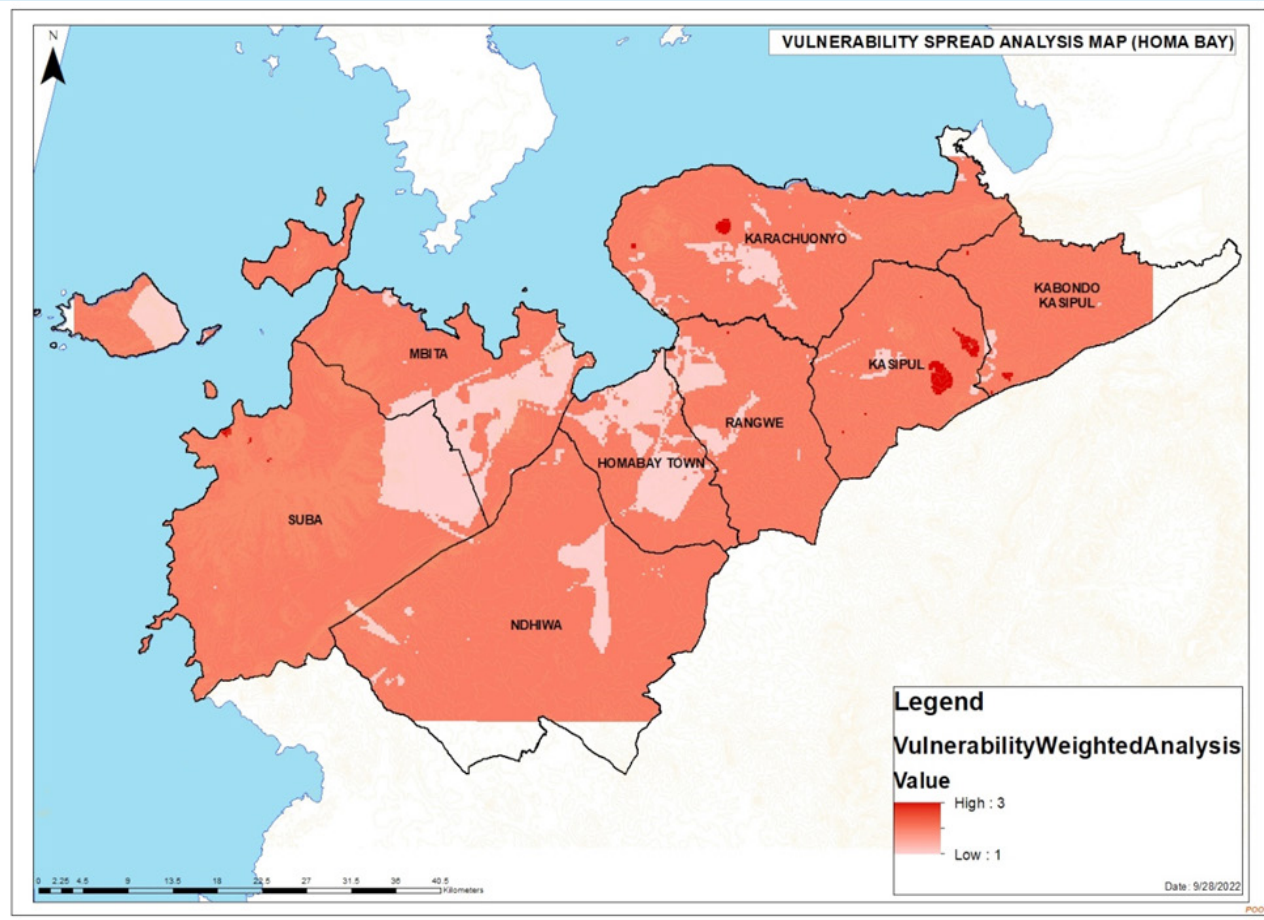 N
VULNERABILITY SPREAD ANALYSIS MAP (HOMA BAY)
KARACHUONYO
KABONDO
KASIPUL
MBITA
KASIPUL
RANGWE
HOMABAY TOWN
SUBA
NDHIWA
Legend
VulnerabilityWeightedAnalysis
Value
High : 3
Low : 1
0 2.25 4.5 9 13.5 18 22.5 27 31.5 36 40.5
Kilometers
Date: 9/28/2022